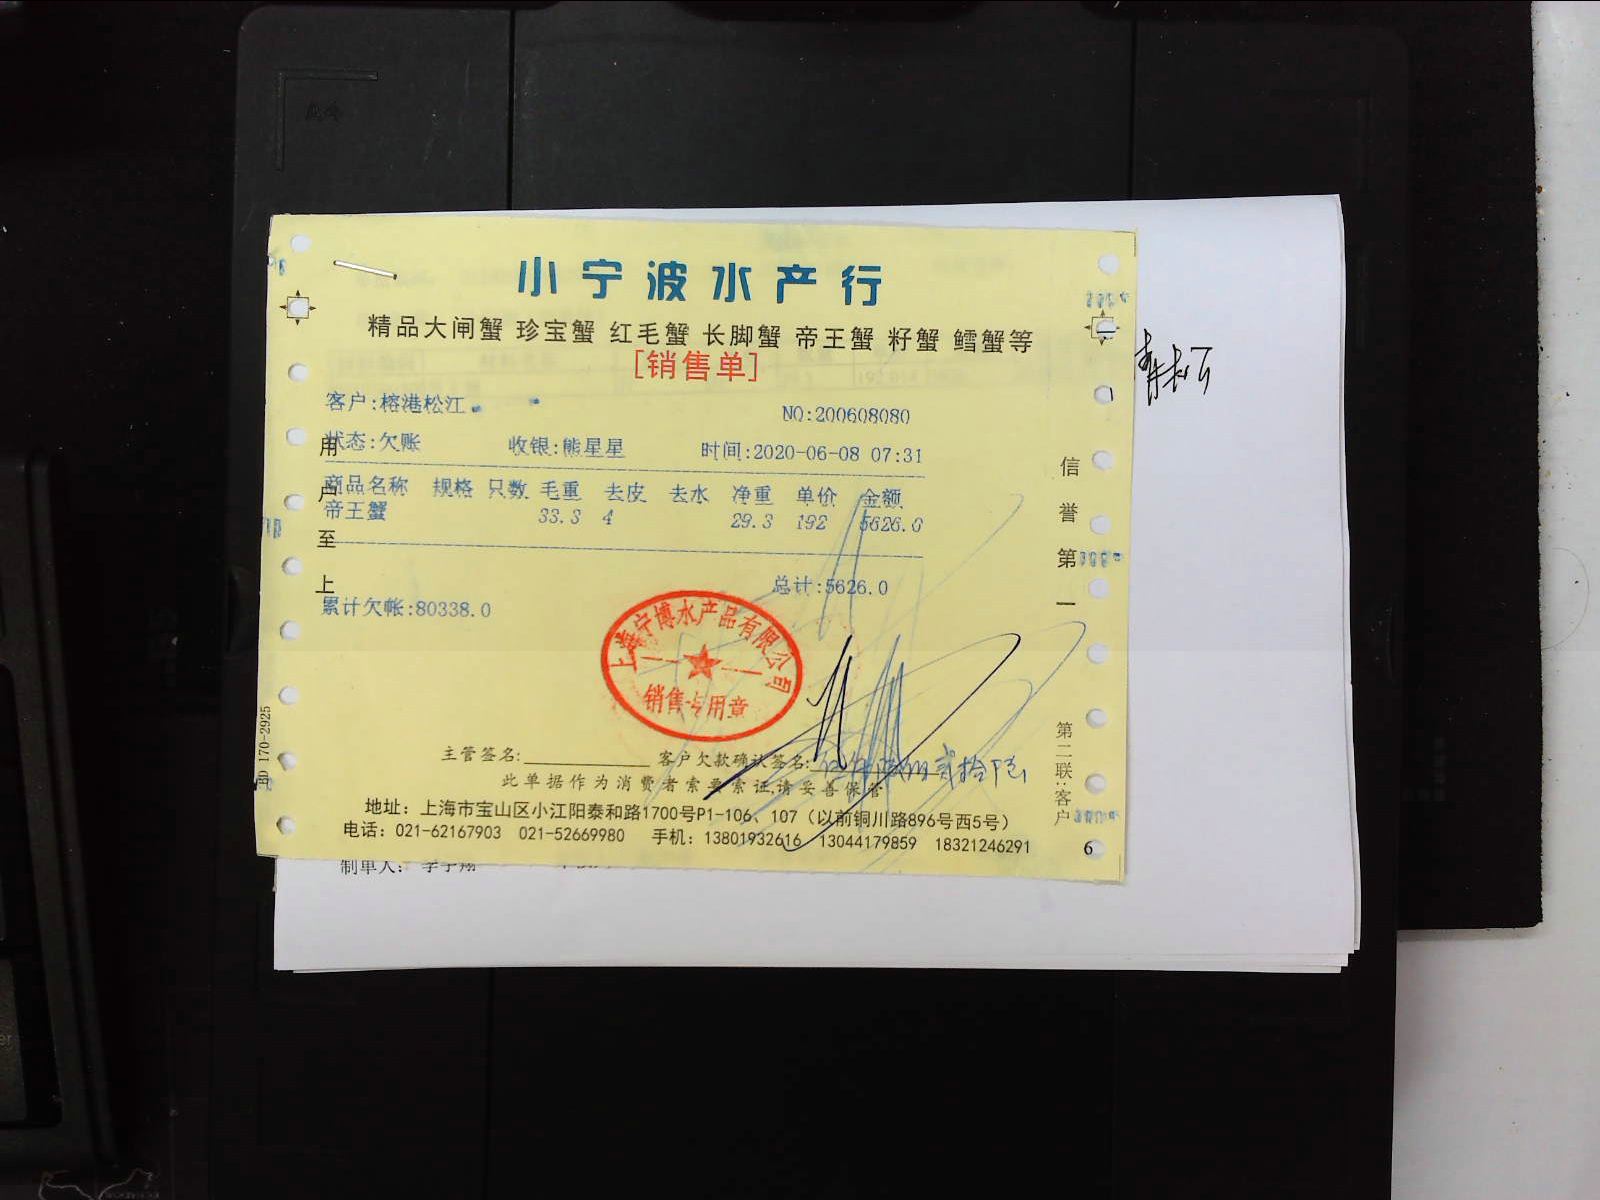 小宁波水产行
精品大闸蟹 珍宝蟹 红毛蟹 长脚蟹 帝王蟹 籽蟹 鳕蟹等
[销售单]
客户:榕港松江
NO:200608080
状态:欠账 收银:熊星星 时间:2020-06-08 07:31
商品名称 规格 只数 毛重 去皮 去水 净重 单价 金额
帝王蟹 33.3 4 29.3 192 5626.0
总计:5626.0
累计欠帐:80338.0
上海宁博水产品有限公司
销售专用章
主管签名: 客户欠款确认签名:
此单据作为消费者索要索证,请妥善保管
地址：上海市宝山区小江阳泰和路1700号P1-106、107（以前铜川路896号西5号）
电话：021-62167903 021-52669980 手机：13801932616 13044179859 18321246291
用户至上
信誉第一
第二联:客户
BD 170-2925
6
制单人: